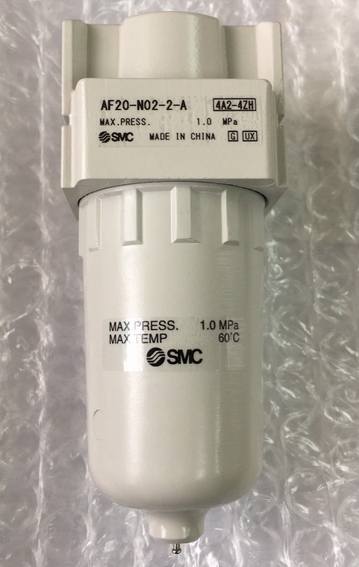 AF20-N02-2-A 4A2-4ZH
MAX.PRESS. 1.0 MPa
SMC MADE IN CHINA G UX
MAX PRESS. 1.0 MPa
MAX TEMP 60°C
SMC